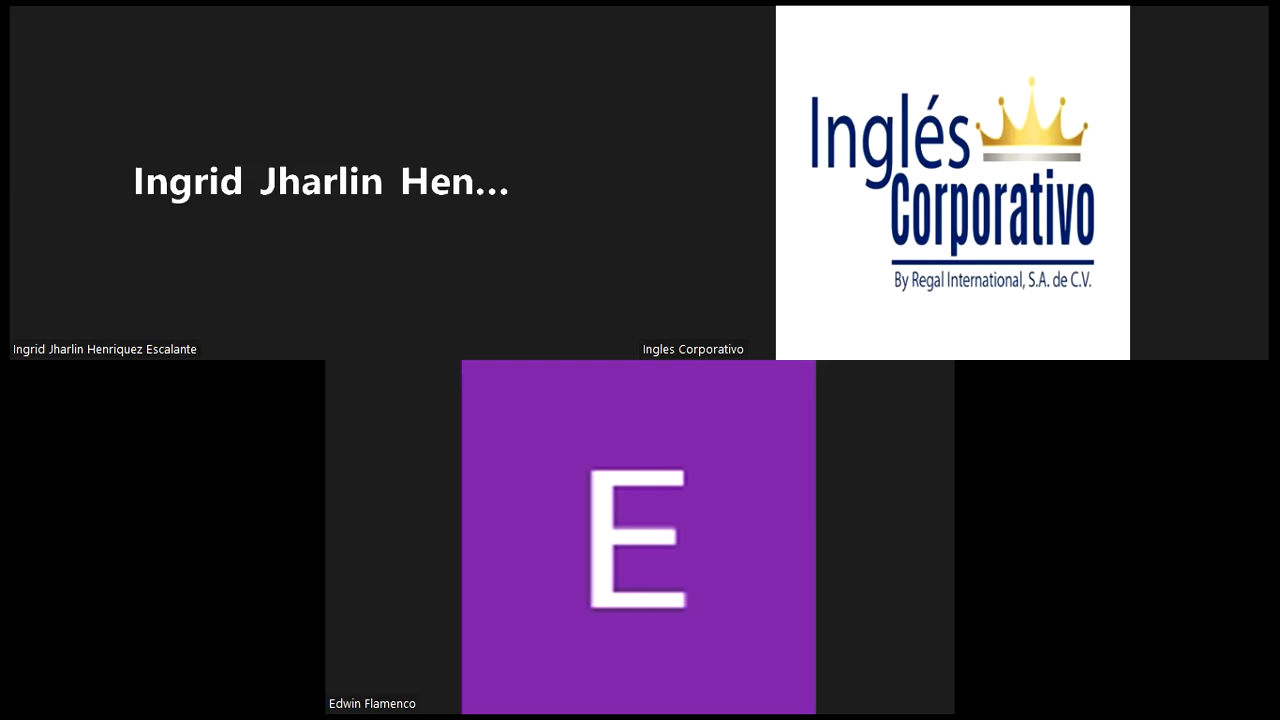 Ingrid Jharlin Hen...
Ingrid Jharlin Henriquez Escalante
Inglés
Corporativo
By Regal International, S.A. de C.V.
Ingles Corporativo
E
Edwin Flamenco